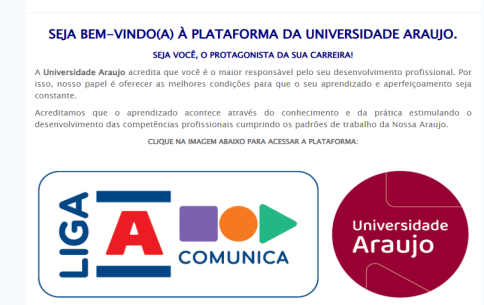 SEJA BEM-VINDO(A) À PLATAFORMA DA UNIVERSIDADE ARAUJO.
SEJA VOCÊ, O PROTAGONISTA DA SUA CARREIRA!
A Universidade Araujo acredita que você é o maior responsável pelo seu desenvolvimento profissional. Por
isso, nosso papel é oferecer as melhores condições para que o seu aprendizado e aperfeiçoamento seja
constante.
Acreditamos que o aprendizado acontece através do conhecimento e da prática estimulando o
desenvolvimento das competências profissionais cumprindo os padrões de trabalho da Nossa Araujo.
CLIQUE NA IMAGEM ABAIXO PARA ACESSAR A PLATAFORMA:
LIGA
A
COMUNICA
Universidade
Araujo